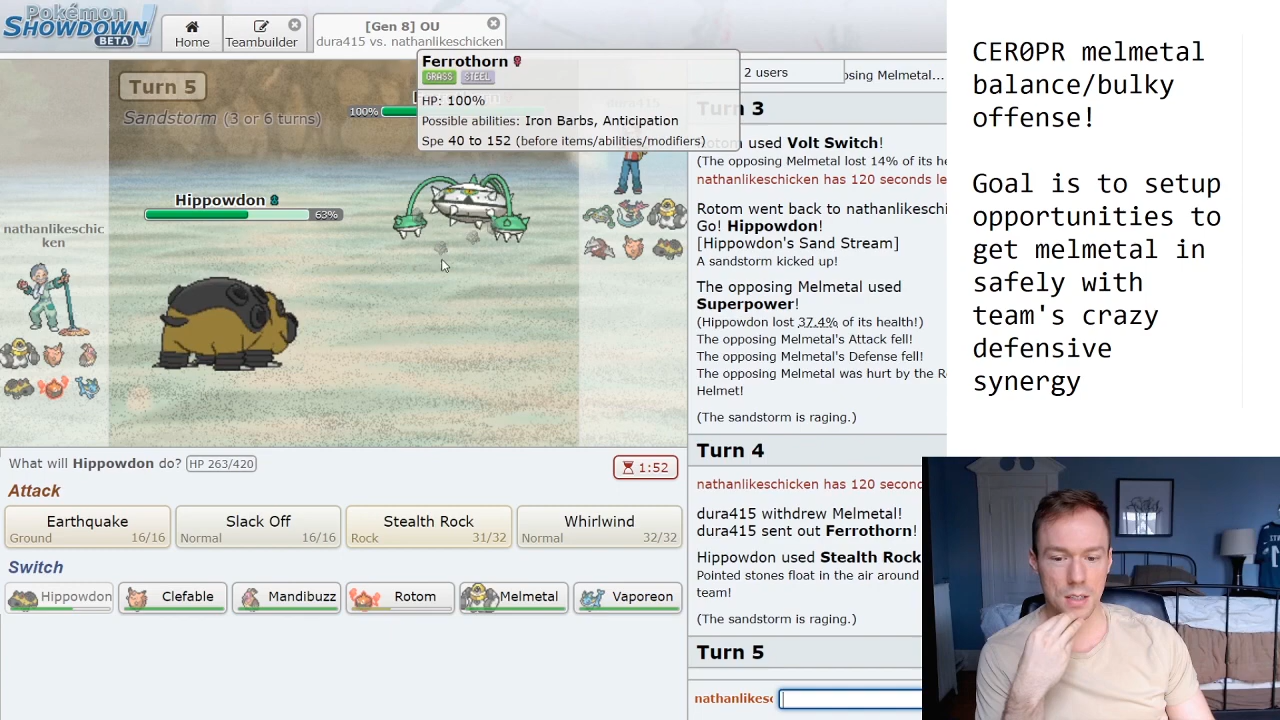 Pokémon
SHOWDOWN!
BETA
Home
Teambuilder
[Gen 8] OU
dura415 vs. nathanlikeschicken
Ferrothorn
GRASS STEEL
HP: 100%
Possible abilities: Iron Barbs, Anticipation
Spe 40 to 152 (before items/abilities/modifiers)
Turn 5
Sandstorm (3 or 6 turns)
100%
Hippowdon
63%
nathanlikeschic
ken
2 users
osing Melmetal...
Turn 3
used Volt Switch!
(The opposing Melmetal lost 14% of its he
nathanlikeschicken has 120 seconds le
Rotom went back to nathanlikeschi
Go! Hippowdon!
[Hippowdon's Sand Stream]
A sandstorm kicked up!
The opposing Melmetal used
Superpower!
(Hippowdon lost 37.4% of its health!)
The opposing Melmetal's Attack fell!
The opposing Melmetal's Defense fell!
The opposing Melmetal was hurt by the Ro
Helmet!
(The sandstorm is raging.)
Turn 4
nathanlikeschicken has 120 second
dura415 withdrew Melmetal!
dura415 sent out Ferrothorn!
Hippowdon used Stealth Rock
Pointed stones float in the air around
team!
(The sandstorm is raging.)
Turn 5
nathanlikesc
What will Hippowdon do? HP 263/420
1:52
Attack
Earthquake
Ground 16/16
Slack Off
Normal 16/16
Stealth Rock
Rock 31/32
Whirlwind
Normal 32/32
Switch
Hippowdon
Clefable
Mandibuzz
Rotom
Melmetal
Vaporeon
CER0PR melmetal
balance/bulky
offense!
Goal is to setup
opportunities to
get melmetal in
safely with
team's crazy
defensive
synergy